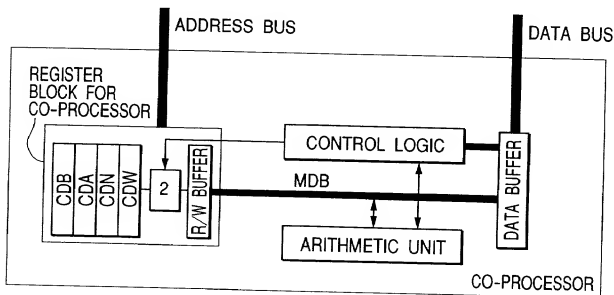 ADDRESS BUS
DATA BUS
REGISTER
BLOCK FOR
CO-PROCESSOR
CONTROL LOGIC
CDB
CDA
CDN
CDW
2
R/W BUFFER
MDB
DATA BUFFER
ARITHMETIC UNIT
CO-PROCESSOR